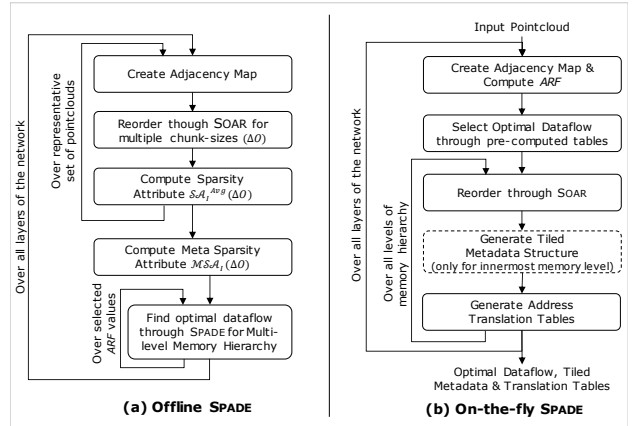 Over all layers of the network
Over representative
set of pointclouds
Create Adjacency Map
Reorder though SOAR for
multiple chunk-sizes (ΔO)
Compute Sparsity
Attribute 𝒮𝒜_I^Avg(ΔO)
Compute Meta Sparsity
Attribute ℳ𝒮𝒜_I(ΔO)
Over selected
ARF values
Find optimal dataflow
through SPADE for Multi-
level Memory Hierarchy
(a) Offline SPADE
Input Pointcloud
Over all layers of the network
Create Adjacency Map &
Compute ARF
Select Optimal Dataflow
through pre-computed tables
Over all levels of
memory hierarchy
Reorder through SOAR
Generate Tiled
Metadata Structure
(only for innermost memory level)
Generate Address
Translation Tables
Optimal Dataflow, Tiled
Metadata & Translation Tables
(b) On-the-fly SPADE